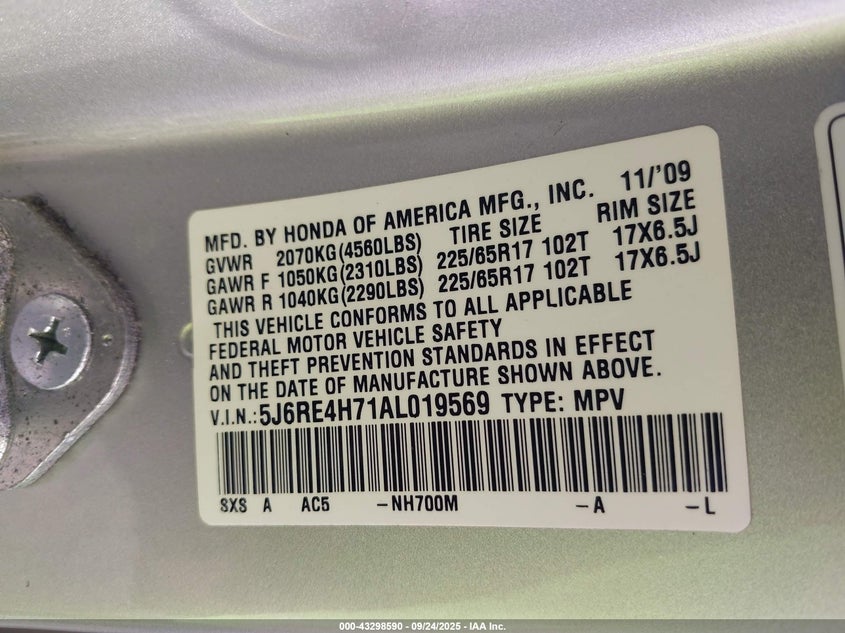 MFD. BY HONDA OF AMERICA MFG., INC. 11/'09
GVWR 2070KG(4560LBS) TIRE SIZE RIM SIZE
GAWR F 1050KG(2310LBS) 225/65R17 102T 17X6.5J
GAWR R 1040KG(2290LBS) 225/65R17 102T 17X6.5J
THIS VEHICLE CONFORMS TO ALL APPLICABLE
FEDERAL MOTOR VEHICLE SAFETY
AND THEFT PREVENTION STANDARDS IN EFFECT
ON THE DATE OF MANUFACTURE SHOWN ABOVE.
V.I.N.:5J6RE4H71AL019569 TYPE: MPV
SXS A AC5 -NH700M -A -L
000-43298590 - 09/24/2025 - IAA Inc.